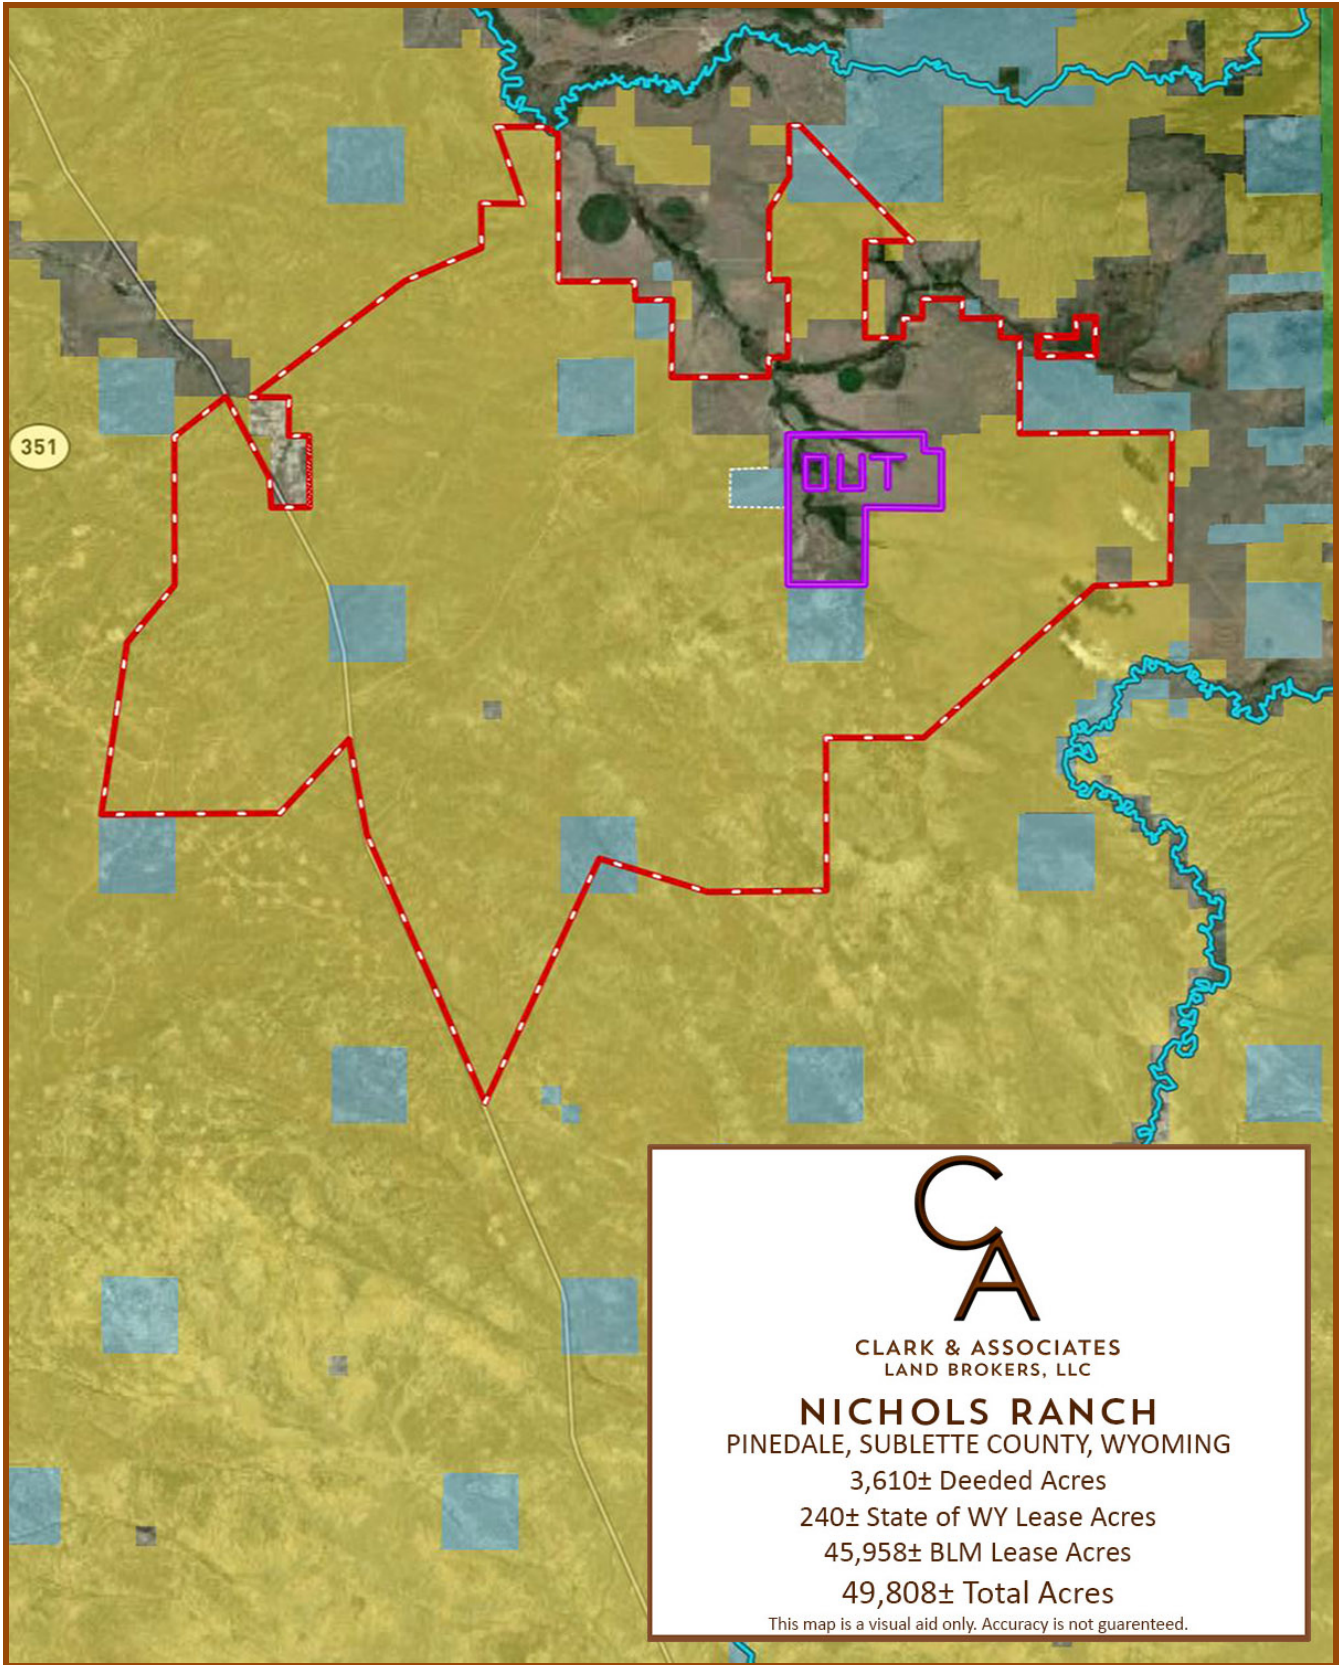 351
OUT
CA
CLARK & ASSOCIATES
LAND BROKERS, LLC
NICHOLS RANCH
PINEDALE, SUBLETTE COUNTY, WYOMING
3,610± Deeded Acres
240± State of WY Lease Acres
45,958± BLM Lease Acres
49,808± Total Acres
This map is a visual aid only. Accuracy is not guarenteed.